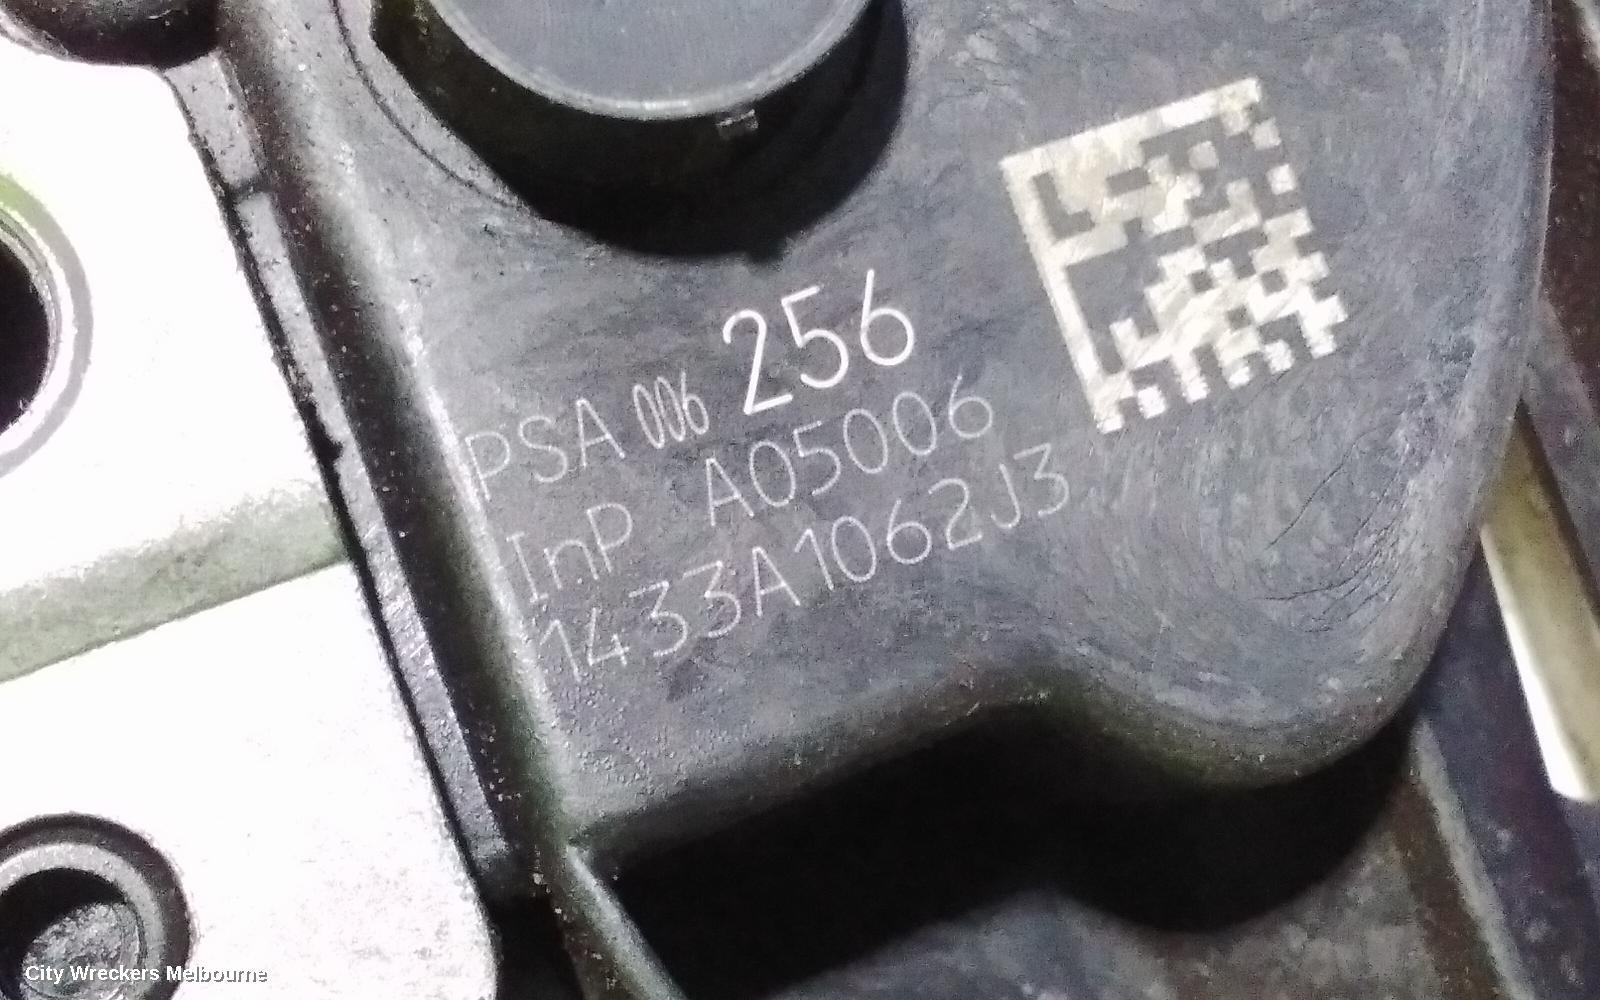 PSA 006 256
InP A05006
1433A1062J3
City Wreckers Melbourne